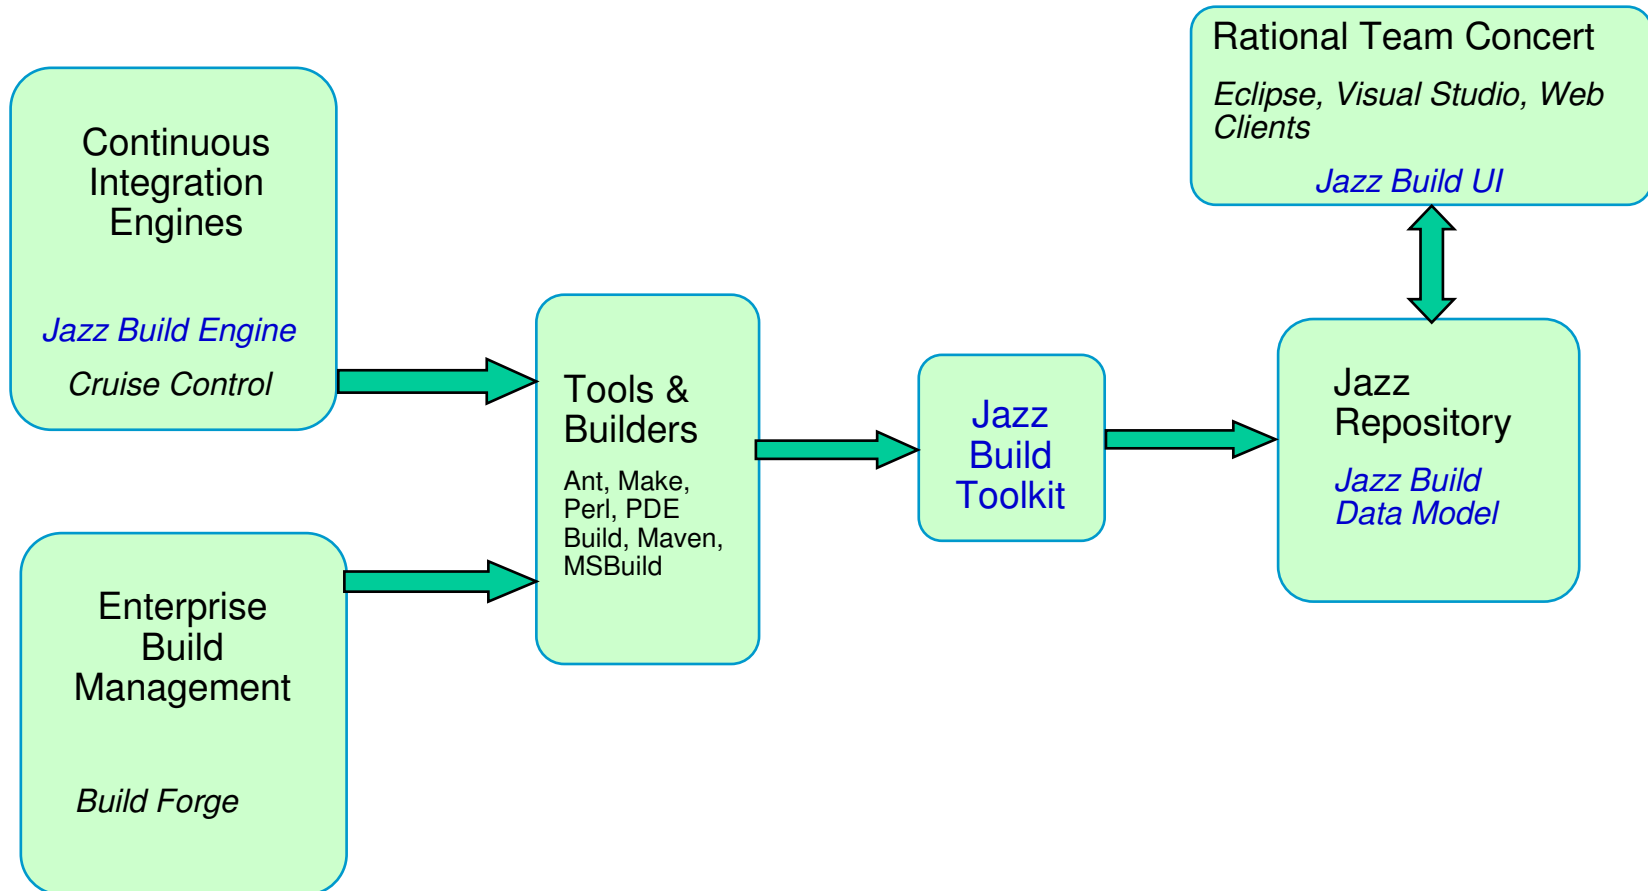 Rational Team Concert
Eclipse, Visual Studio, Web
Clients
Jazz Build UI
Continuous
Integration
Engines
Jazz Build Engine
Cruise Control
Tools &
Builders
Ant, Make,
Perl, PDE
Build, Maven,
MSBuild
Jazz
Build
Toolkit
Jazz
Repository
Jazz Build
Data Model
Enterprise
Build
Management
Build Forge